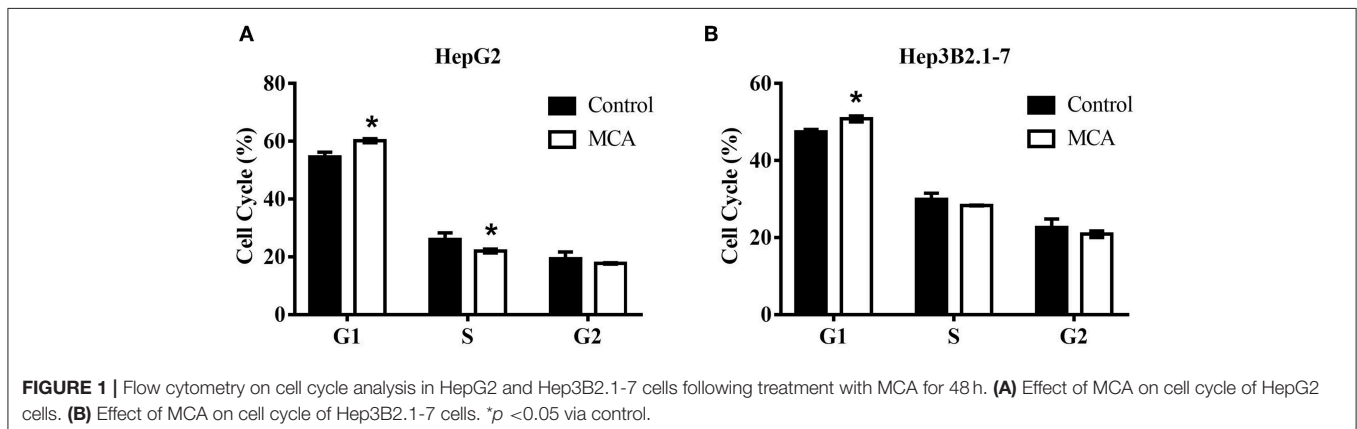 A
HepG2
Cell Cycle (%)
80
60
40
20
0
*
*
Control
MCA
G1 S G2
B
Hep3B2.1-7
Cell Cycle (%)
60
40
20
0
*
Control
MCA
G1 S G2
FIGURE 1 | Flow cytometry on cell cycle analysis in HepG2 and Hep3B2.1-7 cells following treatment with MCA for 48 h. (A) Effect of MCA on cell cycle of HepG2
cells. (B) Effect of MCA on cell cycle of Hep3B2.1-7 cells. *p <0.05 via control.